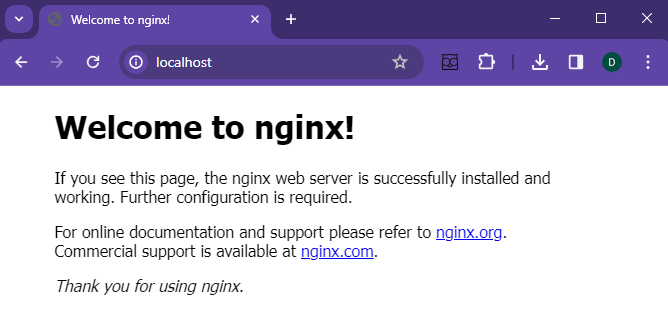 Welcome to nginx!
localhost
D
Welcome to nginx!
If you see this page, the nginx web server is successfully installed and
working. Further configuration is required.
For online documentation and support please refer to nginx.org.
Commercial support is available at nginx.com.
Thank you for using nginx.